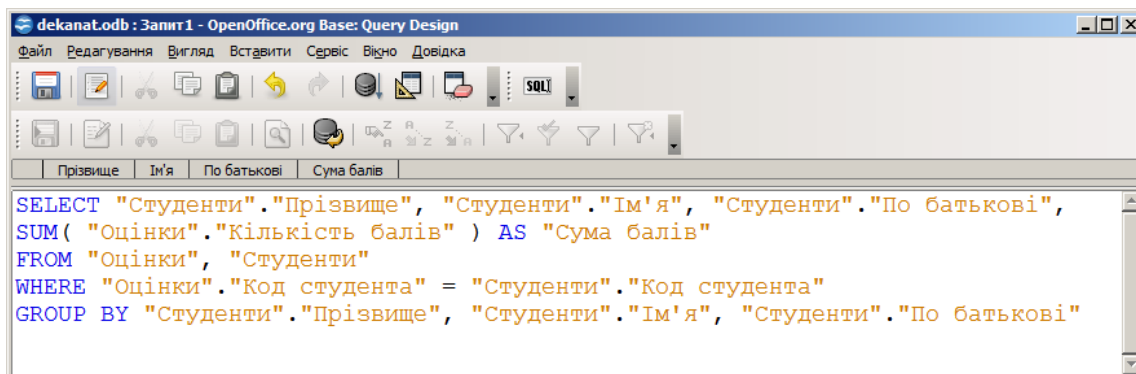 dekanat.odb : Запит1 - OpenOffice.org Base: Query Design
Файл Редагування Вигляд Вставити Сервіс Вікно Довідка
SQL
Прізвище Ім'я По батькові Сума балів
SELECT "Студенти"."Прізвище", "Студенти"."Ім'я", "Студенти"."По батькові",
SUM( "Оцінки"."Кількість балів" ) AS "Сума балів"
FROM "Оцінки", "Студенти"
WHERE "Оцінки"."Код студента" = "Студенти"."Код студента"
GROUP BY "Студенти"."Прізвище", "Студенти"."Ім'я", "Студенти"."По батькові"